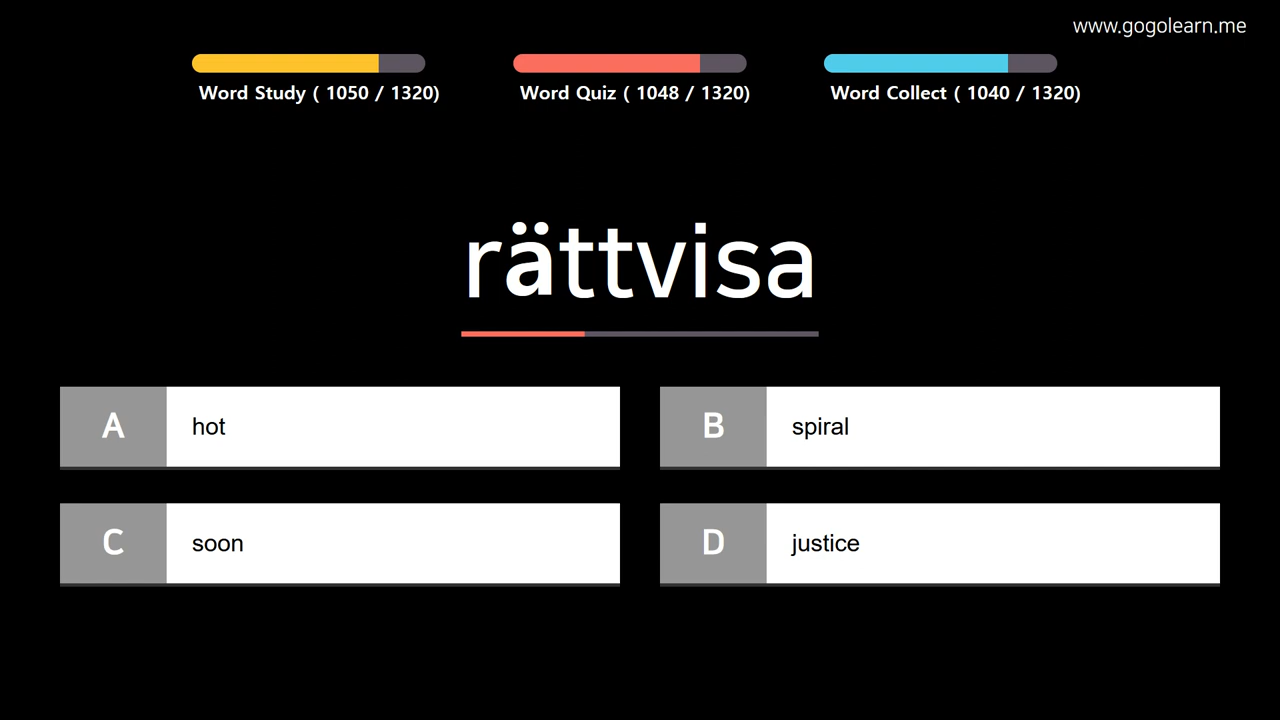 www.gogolearn.me
Word Study ( 1050 / 1320)
Word Quiz ( 1048 / 1320)
Word Collect ( 1040 / 1320)
rättvisa
A hot
B spiral
C soon
D justice